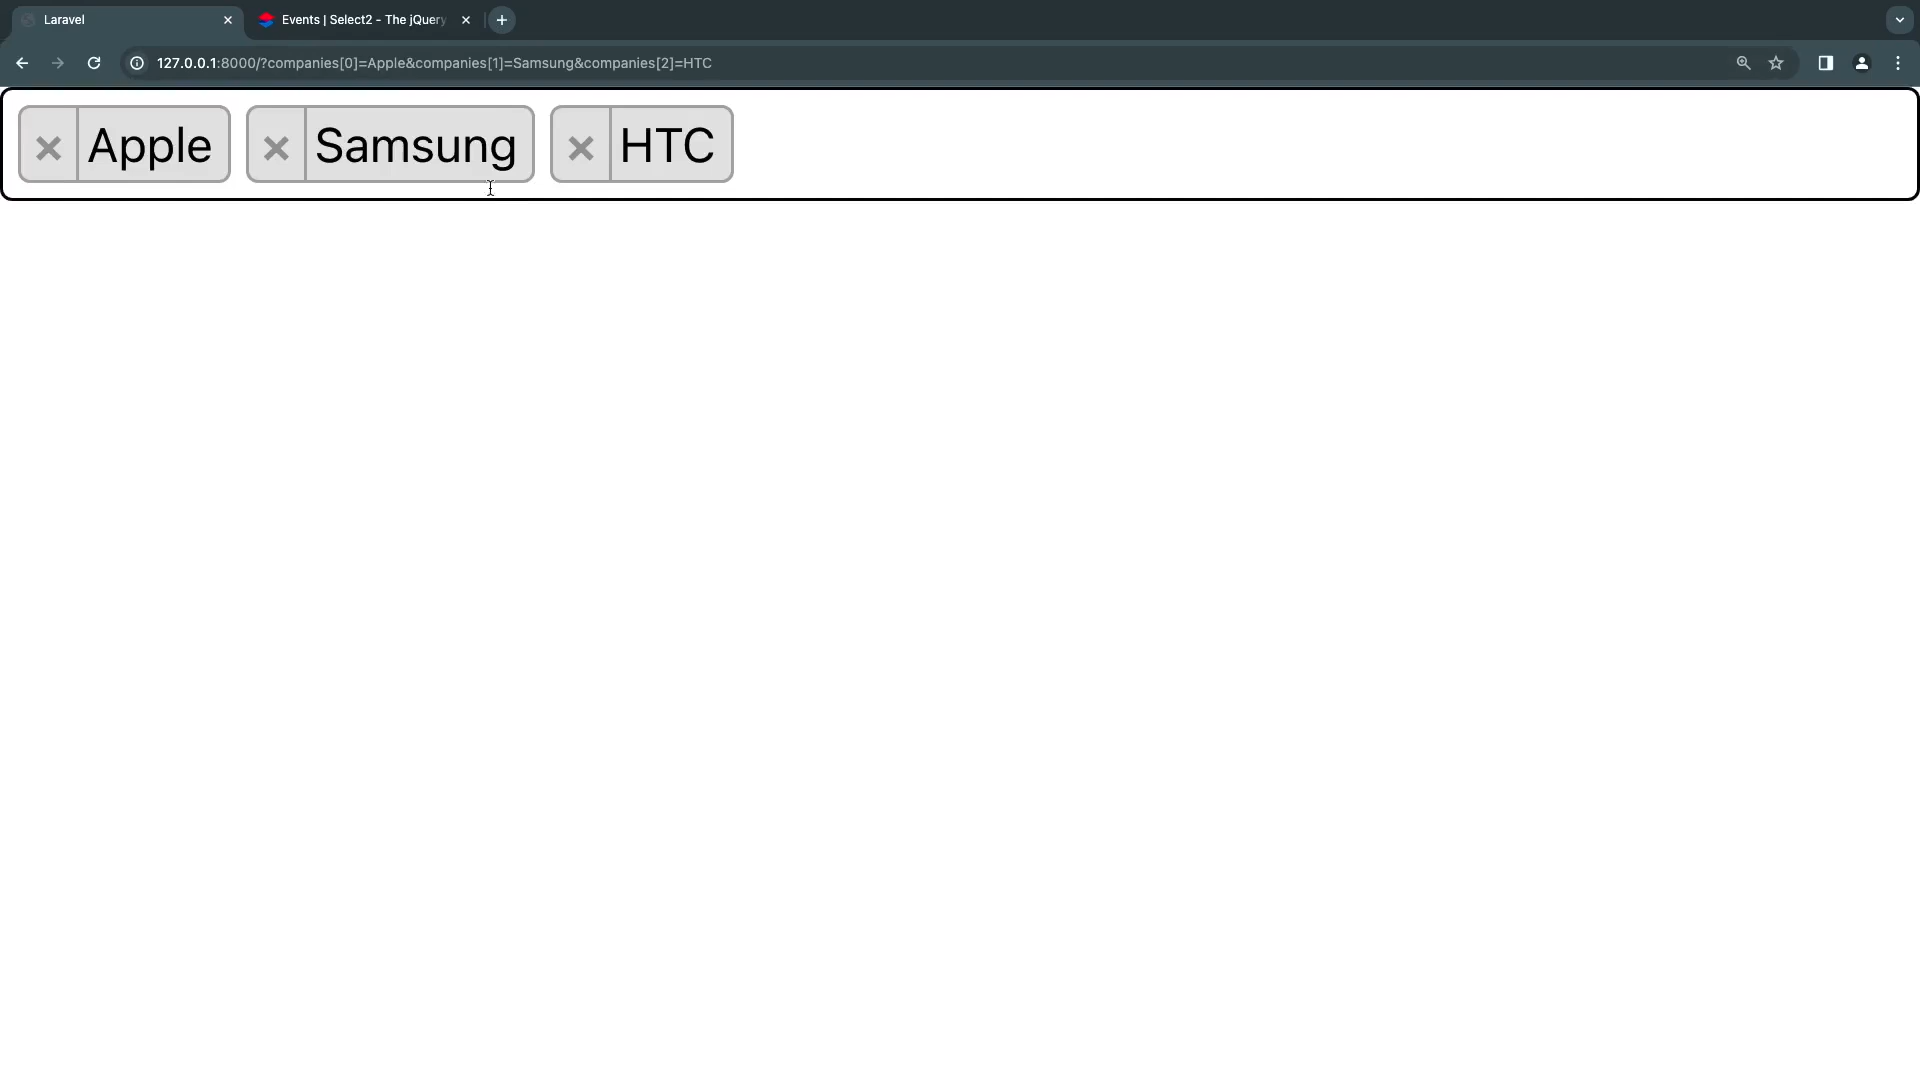 Laravel
Events | Select2 - The jQuery
127.0.0.1:8000/?companies[0]=Apple&companies[1]=Samsung&companies[2]=HTC
× Apple × Samsung × HTC